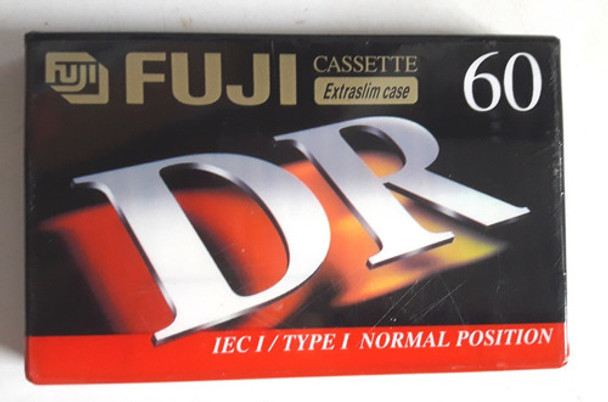 FUJI
FUJI
CASSETTE
Extraslim case
60
DR
IEC I / TYPE I NORMAL POSITION